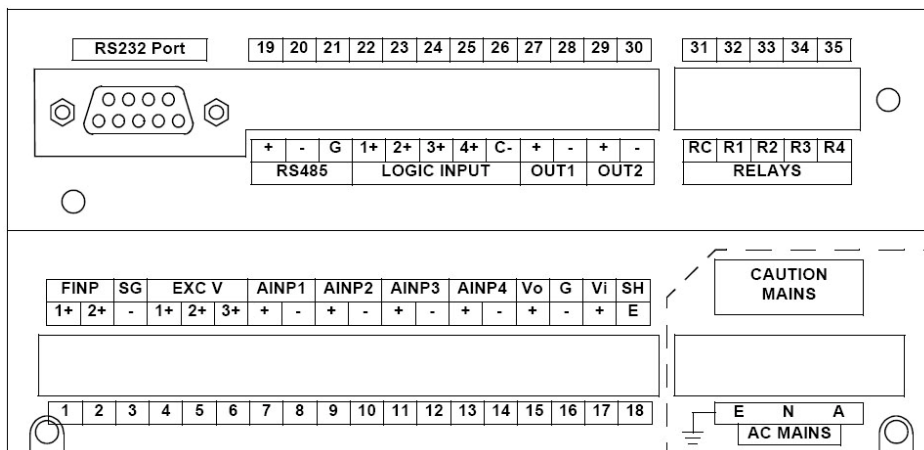 RS232 Port 19 20 21 22 23 24 25 26 27 28 29 30 31 32 33 34 35
+ - G 1+ 2+ 3+ 4+ C- + - + - RC R1 R2 R3 R4
RS485 LOGIC INPUT OUT1 OUT2 RELAYS
CAUTION
MAINS
FINP SG EXC V AINP1 AINP2 AINP3 AINP4 Vo G Vi SH
1+ 2+ - 1+ 2+ 3+ + - + - + - + - + - + E
1 2 3 4 5 6 7 8 9 10 11 12 13 14 15 16 17 18 E N A
AC MAINS